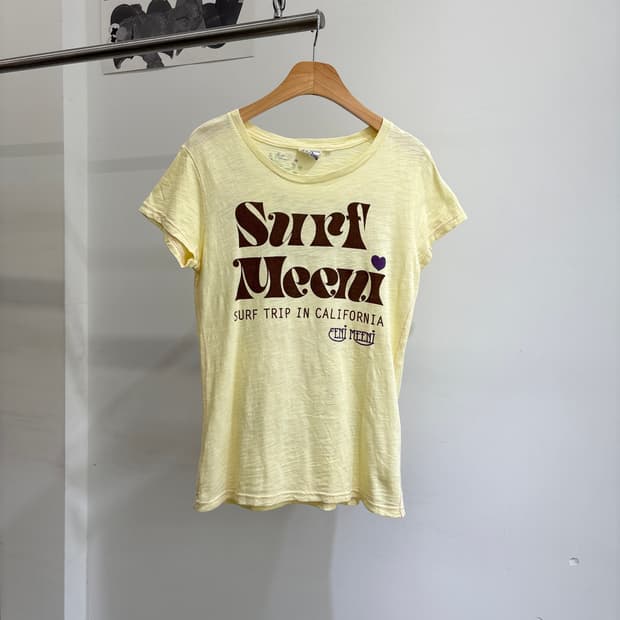 Surf
Meeni
SURF TRIP IN CALIFORNIA
EENI MEENI